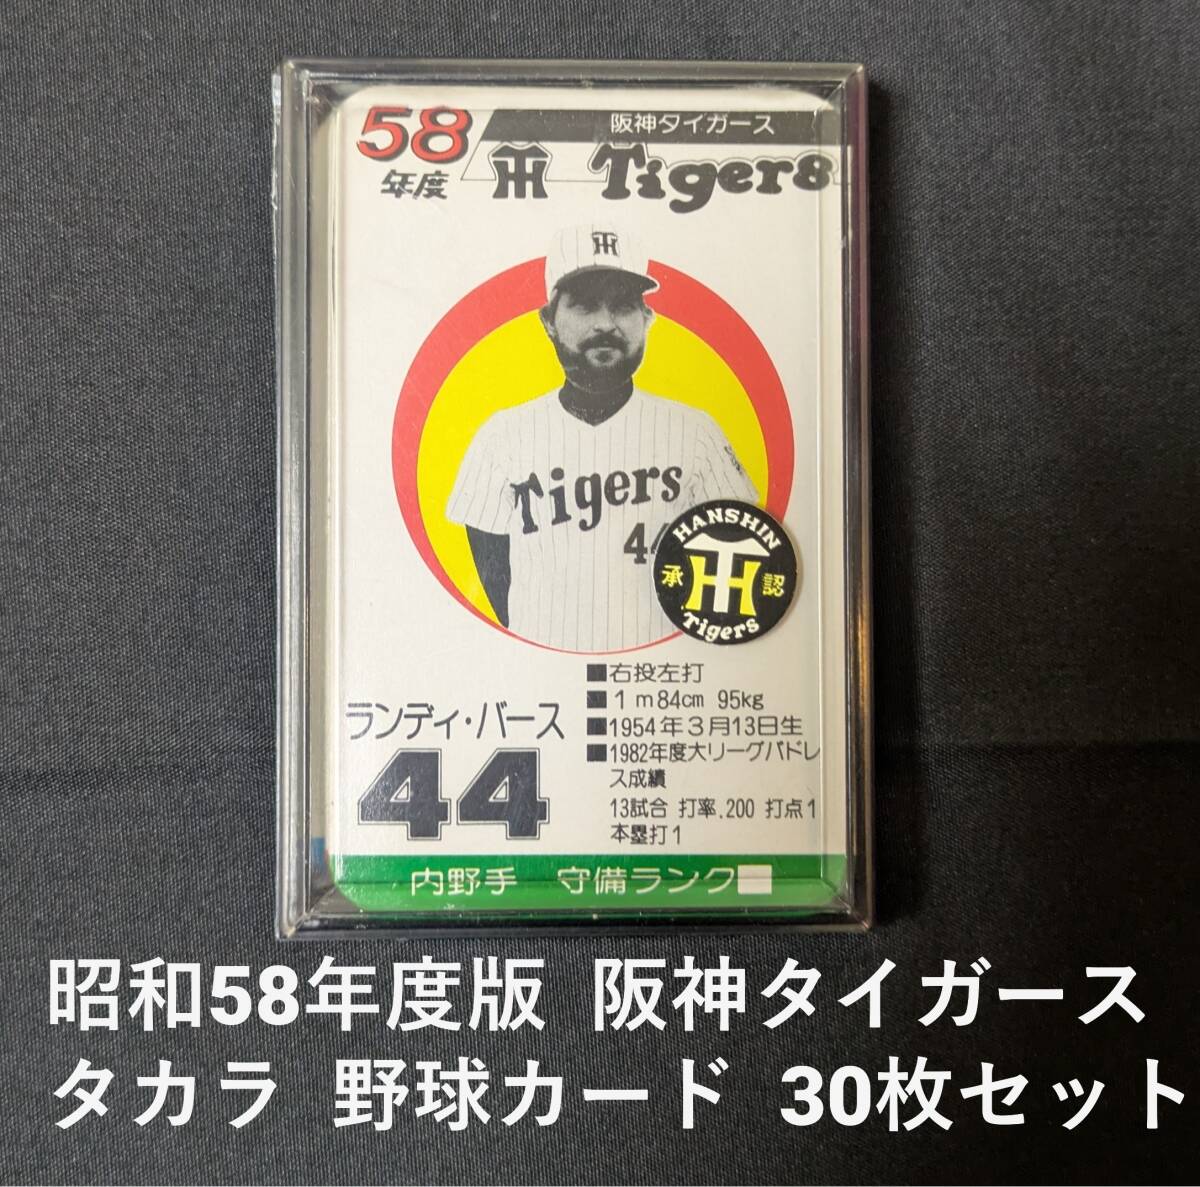 58
年度
阪神タイガース
TH Tigers
TH
Tigers
44
HANSHIN
承 TH 認
Tigers
■右投左打
■1m84cm 95kg
■1954年3月13日生
■1982年度大リーグパドレ
ス成績
13試合 打率.200 打点1
本塁打1
ランディ・バース
44
内野手 守備ランク■
昭和58年度版 阪神タイガース
タカラ 野球カード 30枚セット